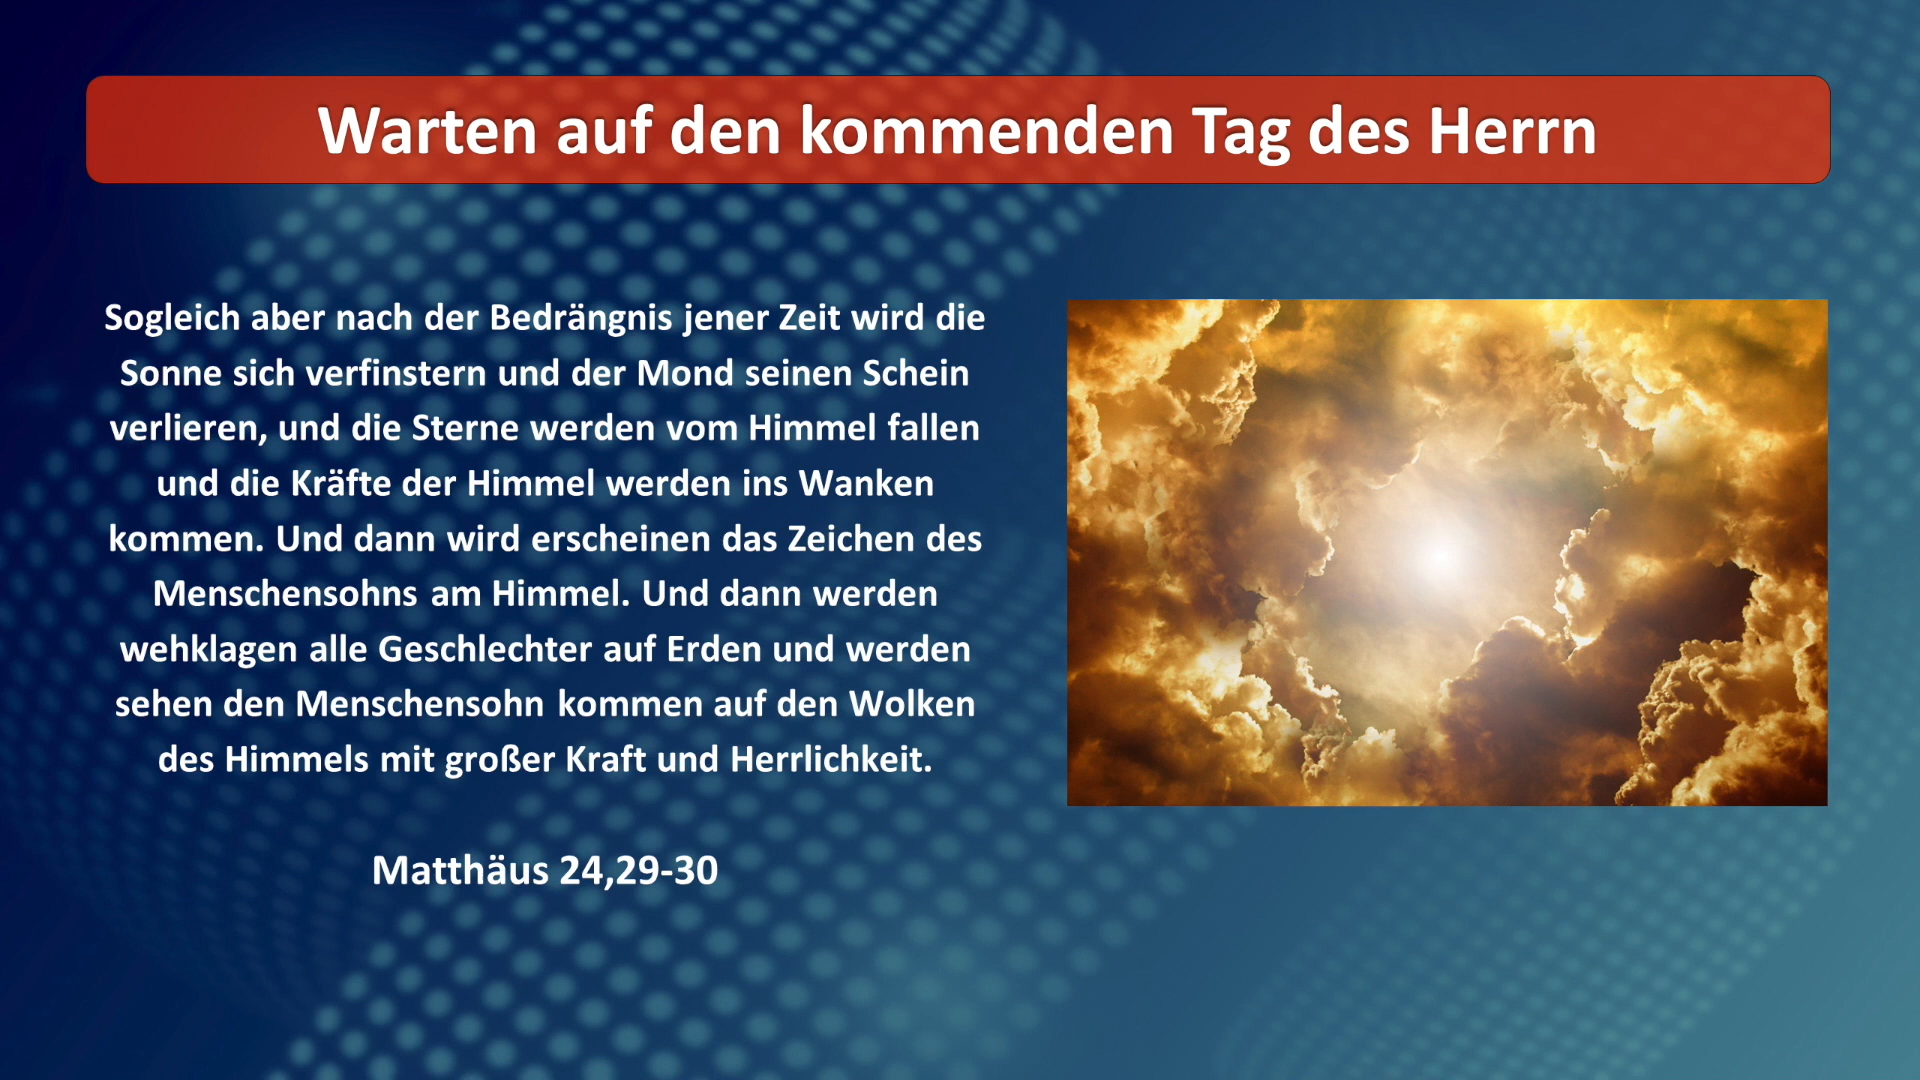 Warten auf den kommenden Tag des Herrn
Sogleich aber nach der Bedrängnis jener Zeit wird die
Sonne sich verfinstern und der Mond seinen Schein
verlieren, und die Sterne werden vom Himmel fallen
und die Kräfte der Himmel werden ins Wanken
kommen. Und dann wird erscheinen das Zeichen des
Menschensohns am Himmel. Und dann werden
wehklagen alle Geschlechter auf Erden und werden
sehen den Menschensohn kommen auf den Wolken
des Himmels mit großer Kraft und Herrlichkeit.
Matthäus 24,29-30